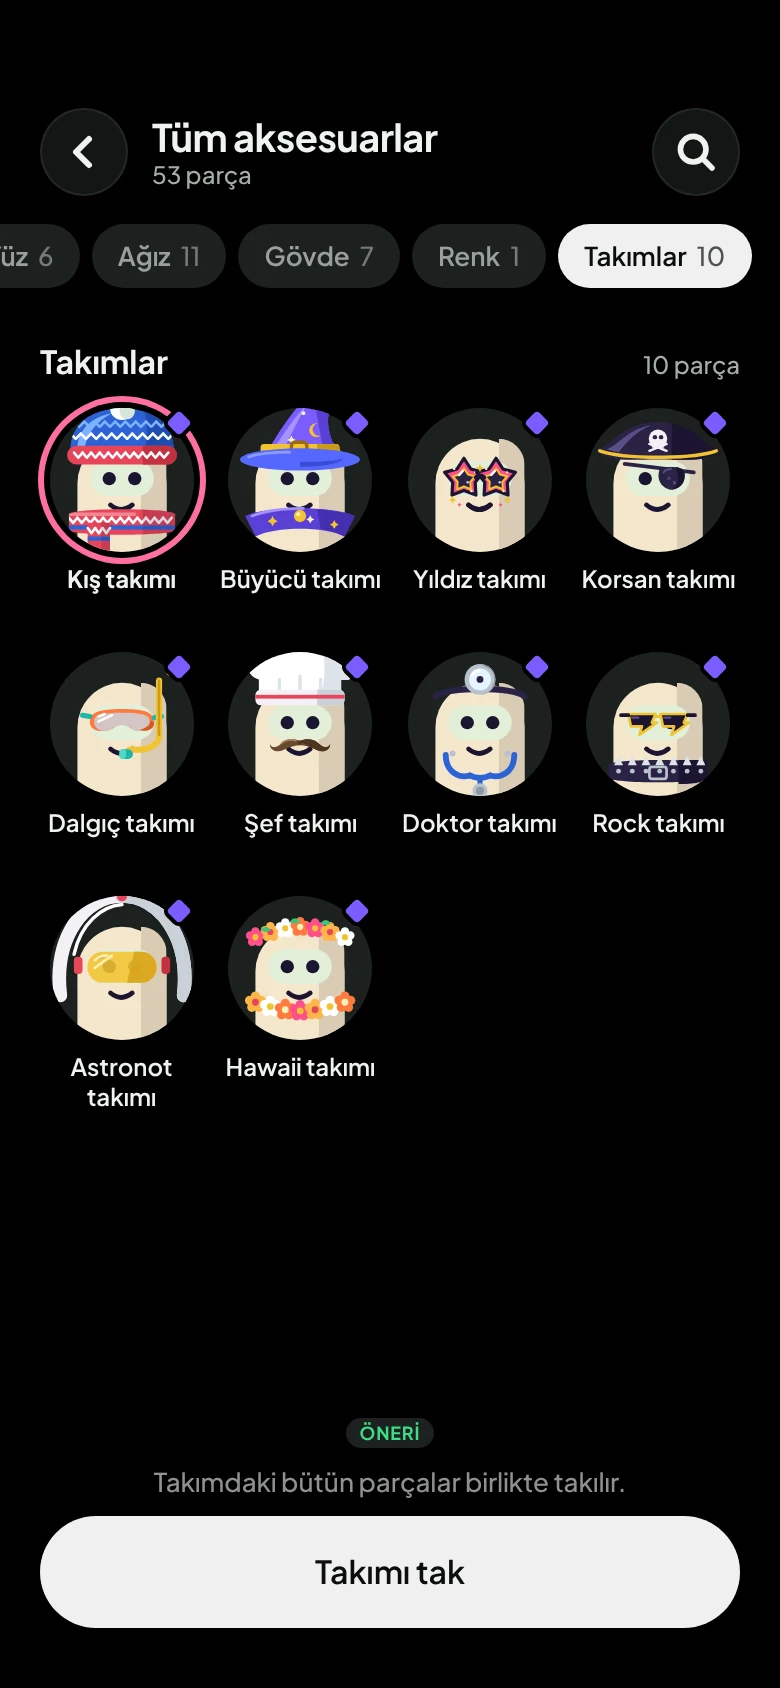 Tüm aksesuarlar
53 parça
üz 6
Ağız 11
Gövde 7
Renk 1
Takımlar 10
Takımlar
10 parça
Kış takımı
Büyücü takımı
Yıldız takımı
Korsan takımı
Dalgıç takımı
Şef takımı
Doktor takımı
Rock takımı
Astronot
takımı
Hawaii takımı
ÖNERİ
Takımdaki bütün parçalar birlikte takılır.
Takımı tak